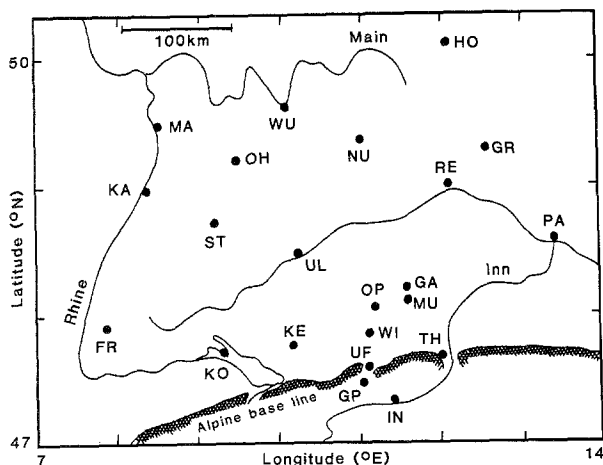 100km
Main
HO
50
MA
WU
NU
GR
OH
RE
KA
PA
ST
UL
Inn
GA
OP
MU
Rhine
FR
KE
WI
TH
KO
UF
GP
IN
Alpine base line
47
7
14
Longitude (°E)
Latitude (°N)